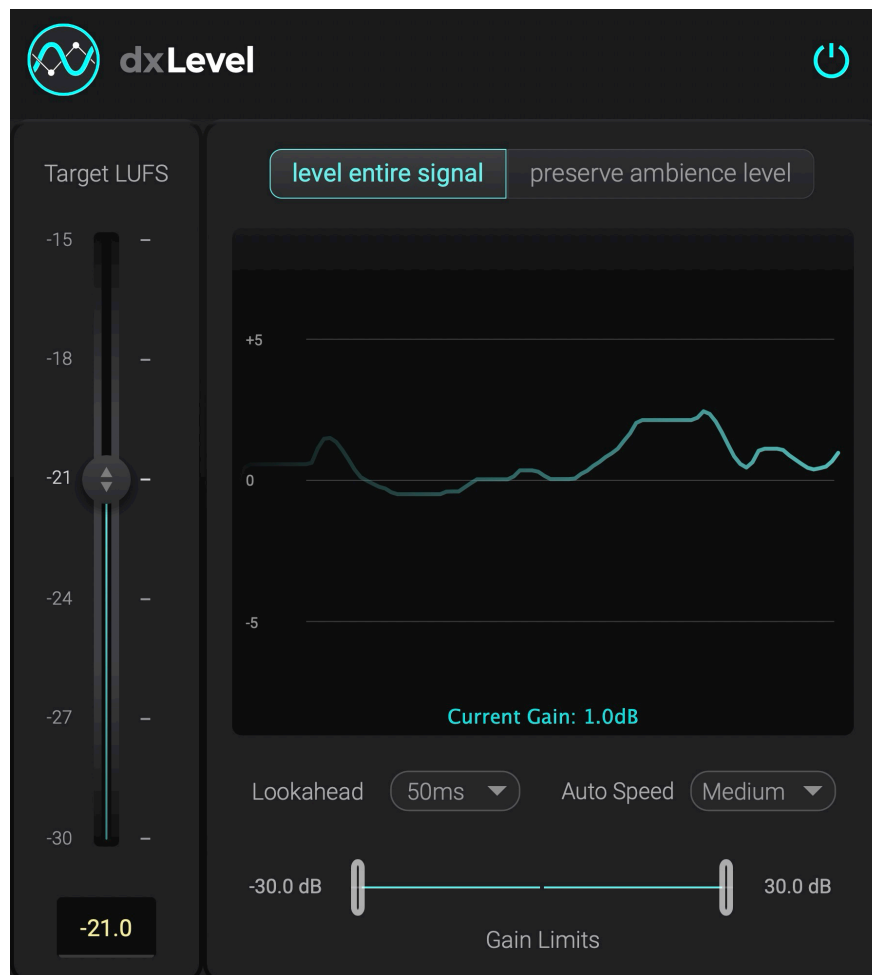 dxLevel
Target LUFS
-15
-18
-21
-24
-27
-30
-21.0
level entire signal
preserve ambience level
+5
0
-5
Current Gain: 1.0dB
Lookahead
50ms
Auto Speed
Medium
-30.0 dB
30.0 dB
Gain Limits